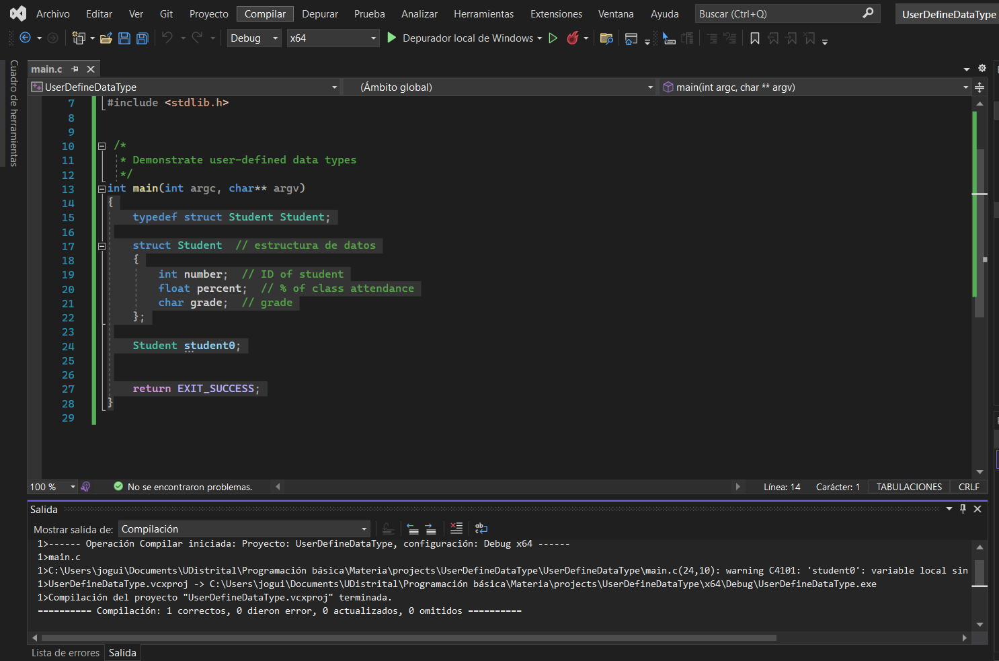 Archivo Editar Ver Git Proyecto Compilar Depurar Prueba Analizar Herramientas Extensiones Ventana Ayuda Buscar (Ctrl+Q) UserDefineDataType
Debug x64 Depurador local de Windows
Cuadro de herramientas
main.c
UserDefineDataType (Ámbito global) main(int argc, char ** argv)
7 #include <stdlib.h>
8
9
10 /*
11 * Demonstrate user-defined data types
12 */
13 int main(int argc, char** argv)
14 {
15 typedef struct Student Student;
16
17 struct Student // estructura de datos
18 {
19 int number; // ID of student
20 float percent; // % of class attendance
21 char grade; // grade
22 };
23
24 Student student0;
25
26
27 return EXIT_SUCCESS;
28 }
29
100 % No se encontraron problemas. Línea: 14 Carácter: 1 TABULACIONES CRLF
Salida
Mostrar salida de: Compilación
1>------ Operación Compilar iniciada: Proyecto: UserDefineDataType, configuración: Debug x64 ------
1>main.c
1>C:\Users\jogui\Documents\UDistrital\Programación básica\Materia\projects\UserDefineDataType\UserDefineDataType\main.c(24,10): warning C4101: 'student0': variable local sin
1>UserDefineDataType.vcxproj -> C:\Users\jogui\Documents\UDistrital\Programación básica\Materia\projects\UserDefineDataType\x64\Debug\UserDefineDataType.exe
1>Compilación del proyecto "UserDefineDataType.vcxproj" terminada.
========== Compilación: 1 correctos, 0 dieron error, 0 actualizados, 0 omitidos ==========
Lista de errores Salida